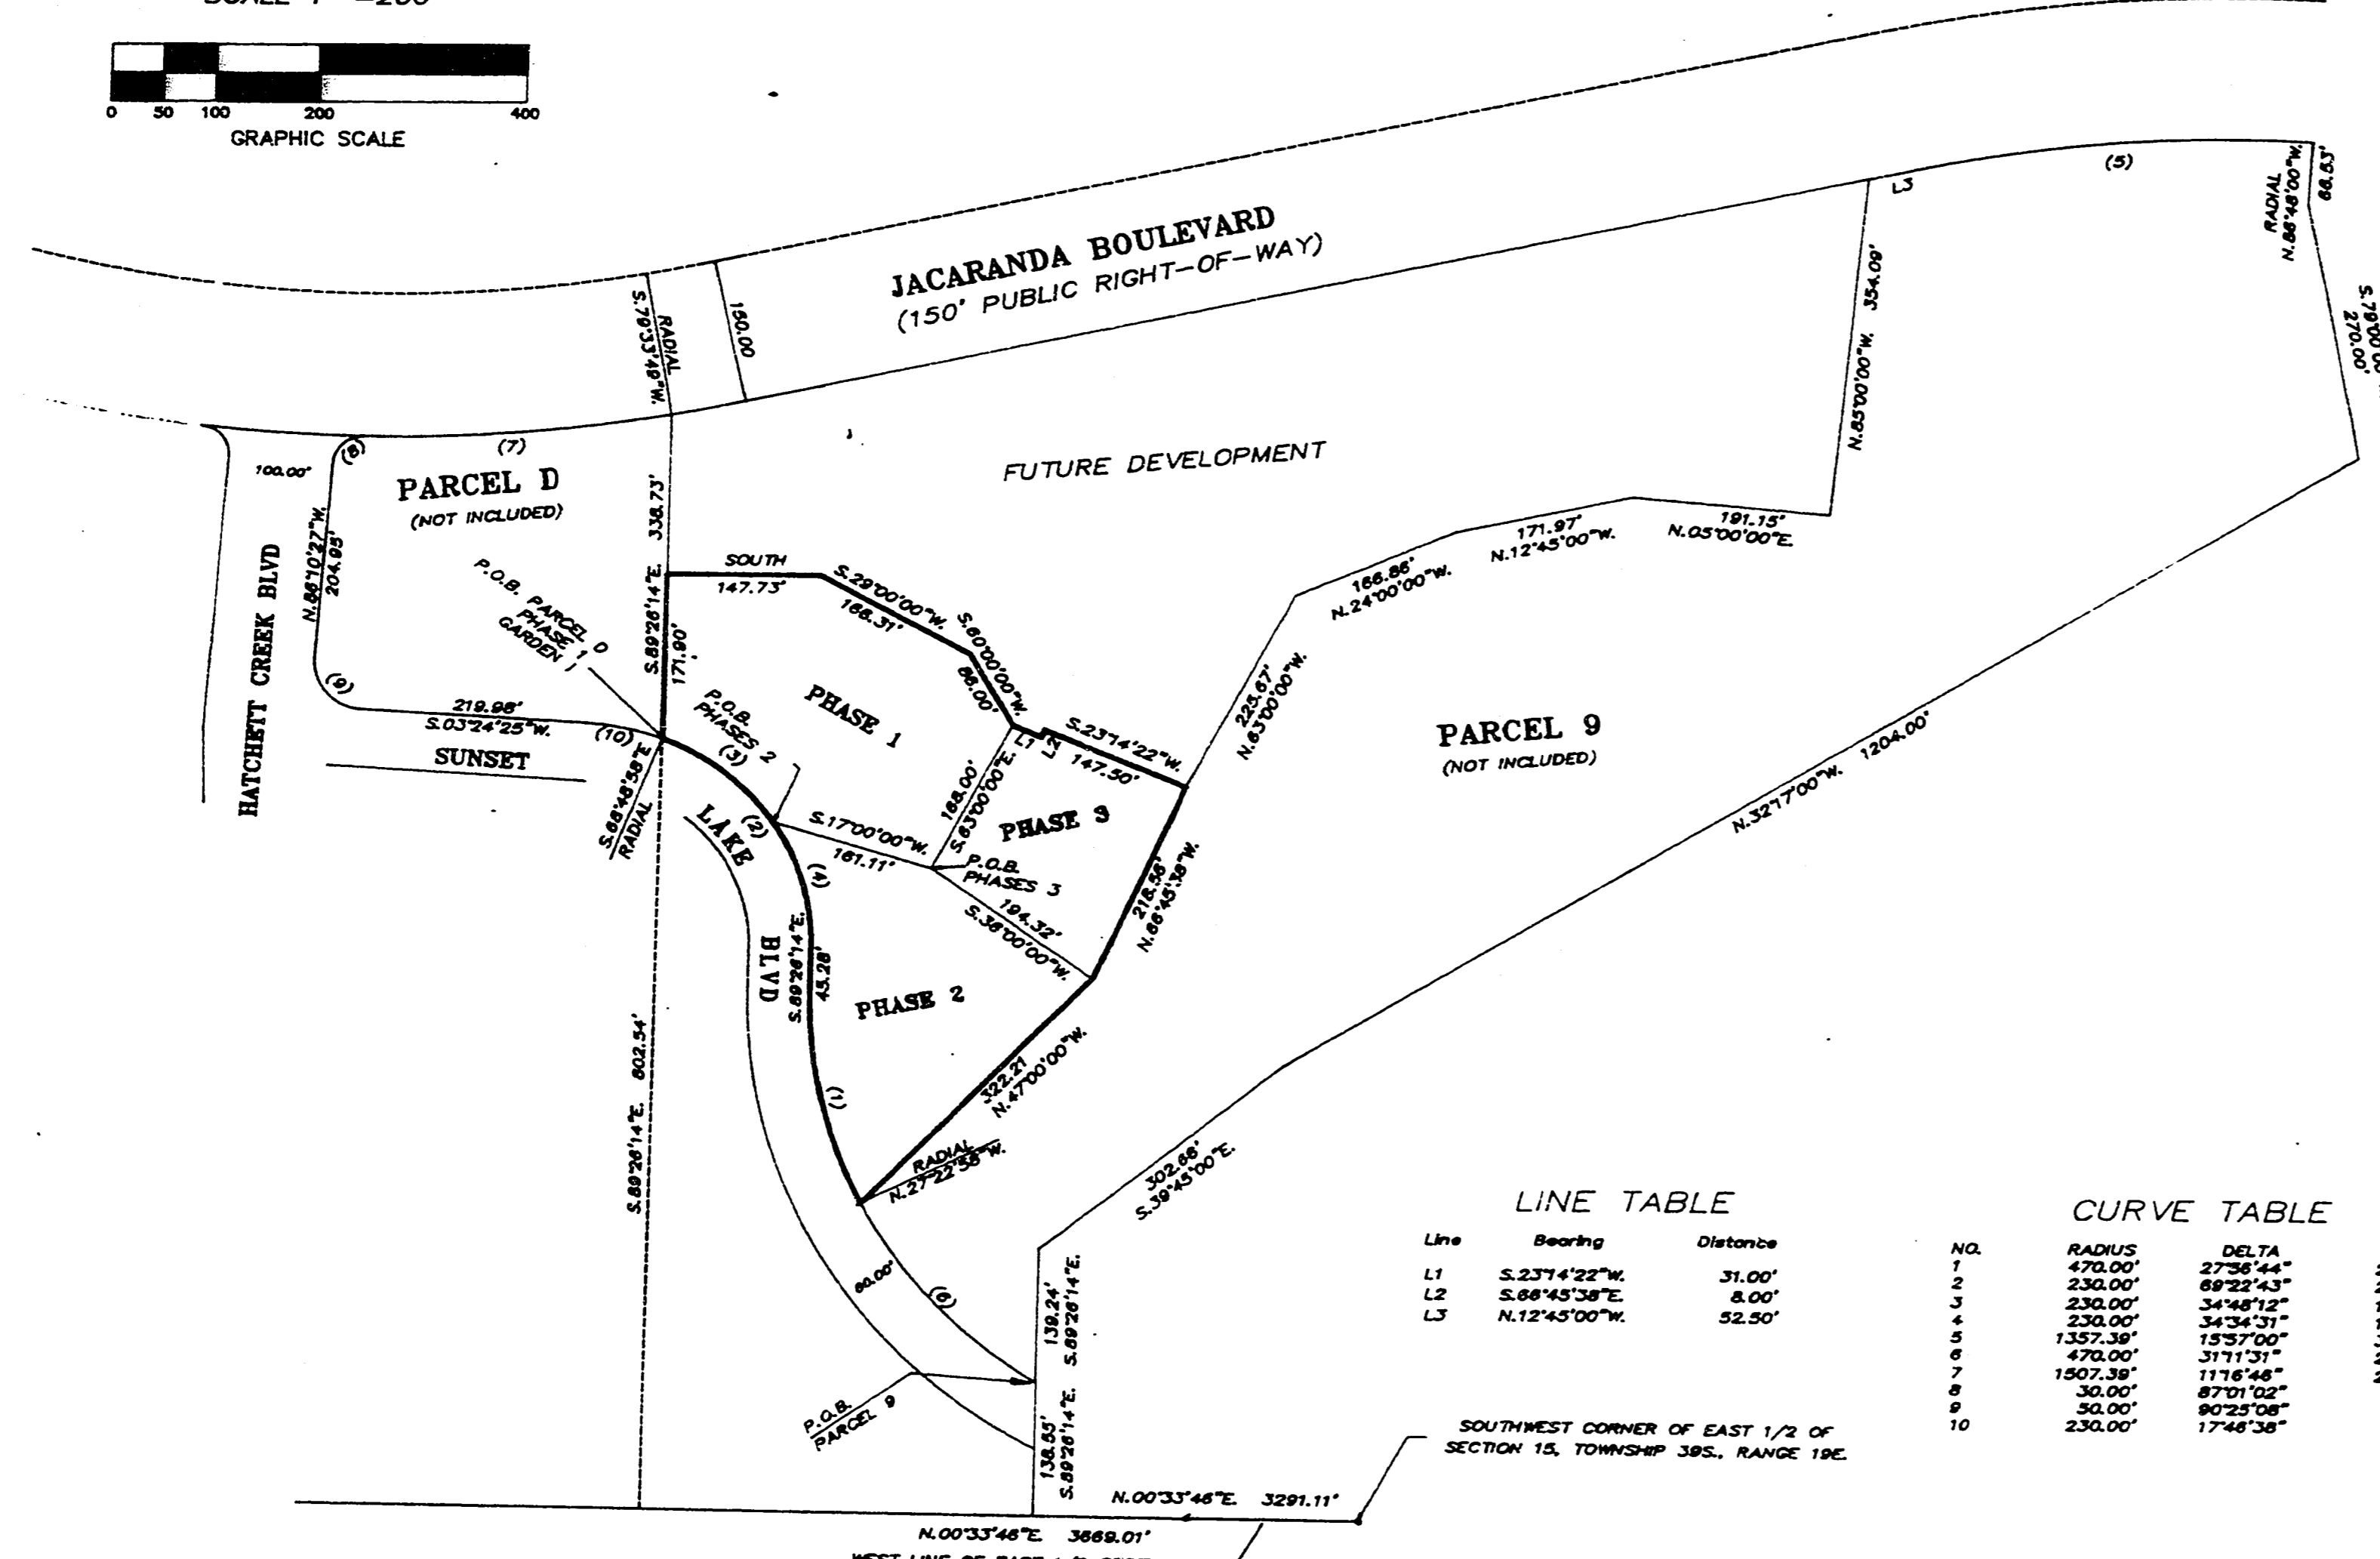 0 50 100 200 400
GRAPHIC SCALE
JACARANDA BOULEVARD
(150' PUBLIC RIGHT-OF-WAY)
RADIAL
S.79°33'49"W.
150.00
(5)
L3
RADIAL
N.86°48'00"W.
66.53'
270.00'
N.85°00'00"W. 354.09'
(7)
(8)
100.00'
PARCEL D
(NOT INCLUDED)
FUTURE DEVELOPMENT
S.89°26'14"E. 338.73'
N.86°10'27"W.
204.95'
HATCHETT CREEK BLVD
P.O.B. PARCEL D
PHASE 1
GARDEN 1
SOUTH
147.73'
S.29°00'00"W.
168.31'
S.60°00'00"W.
86.00'
171.90'
191.15'
N.05°00'00"E.
171.97'
N.12°45'00"W.
166.86'
N.24°00'00"W.
225.67'
N.63°00'00"W.
(9)
219.98'
S.03°24'25"W.
(10)
SUNSET
P.O.B.
PHASES 2
(3)
PHASE 1
L1
L2
S.23°14'22"W.
147.50'
PARCEL 9
(NOT INCLUDED)
N.32°17'00"W. 1204.00'
S.68°48'58"E
RADIAL
LAKE
BLVD
(2)
(4)
S.17°00'00"W.
161.11'
168.00'
S.63°00'00"E.
PHASE 3
P.O.B.
PHASES 3
194.32'
S.36°00'00"W.
218.56'
N.66°45'38"W.
S.89°26'14"E.
45.28'
PHASE 2
S.89°26'14"E. 802.54'
(1)
322.21
N.47°00'00"W.
RADIAL
N.27°22'58"W.
302.68'
S.39°45'00"E.
80.00'
(6)
139.24'
S.89°26'14"E.
138.55'
S.89°26'14"E.
P.O.B.
PARCEL 9
LINE TABLE
Line Bearing Distance
L1 S.23°14'22"W. 31.00'
L2 S.66°45'38"E. 8.00'
L3 N.12°45'00"W. 52.50'
CURVE TABLE
NO. RADIUS DELTA
1 470.00' 27°56'44"
2 230.00' 69°22'43"
3 230.00' 34°48'12"
4 230.00' 34°34'31"
5 1357.39' 15°57'00"
6 470.00' 31°11'31"
7 1507.39' 11°16'46"
8 30.00' 87°01'02"
9 50.00' 90°25'08"
10 230.00' 17°46'38"
SOUTHWEST CORNER OF EAST 1/2 OF
SECTION 15, TOWNSHIP 39S., RANGE 19E.
N.00°33'46"E. 3291.11'
N.00°33'46"E. 3669.01'